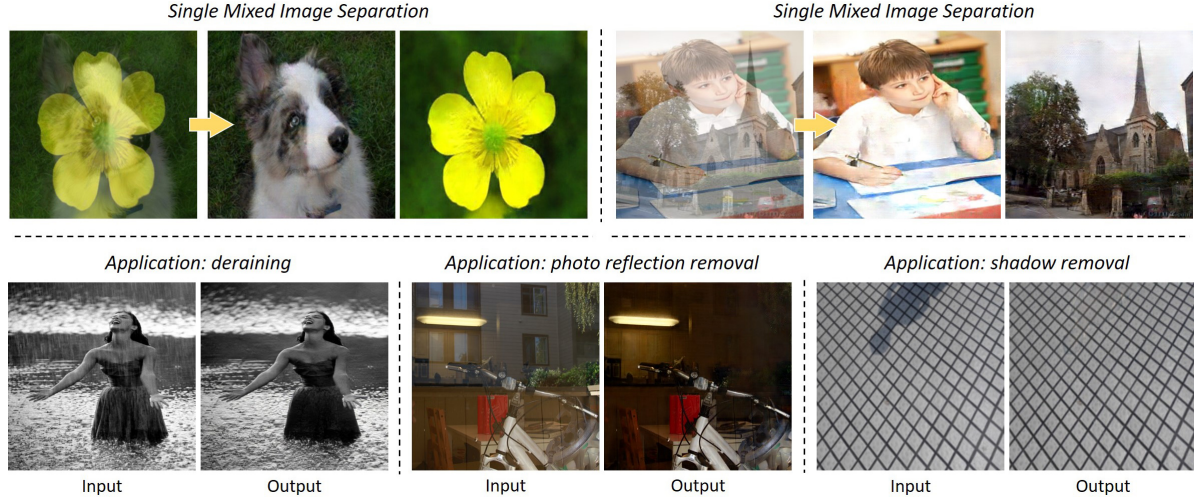 Single Mixed Image Separation
Single Mixed Image Separation
Application: deraining
Application: photo reflection removal
Application: shadow removal
Input
Output
Input
Output
Input
Output